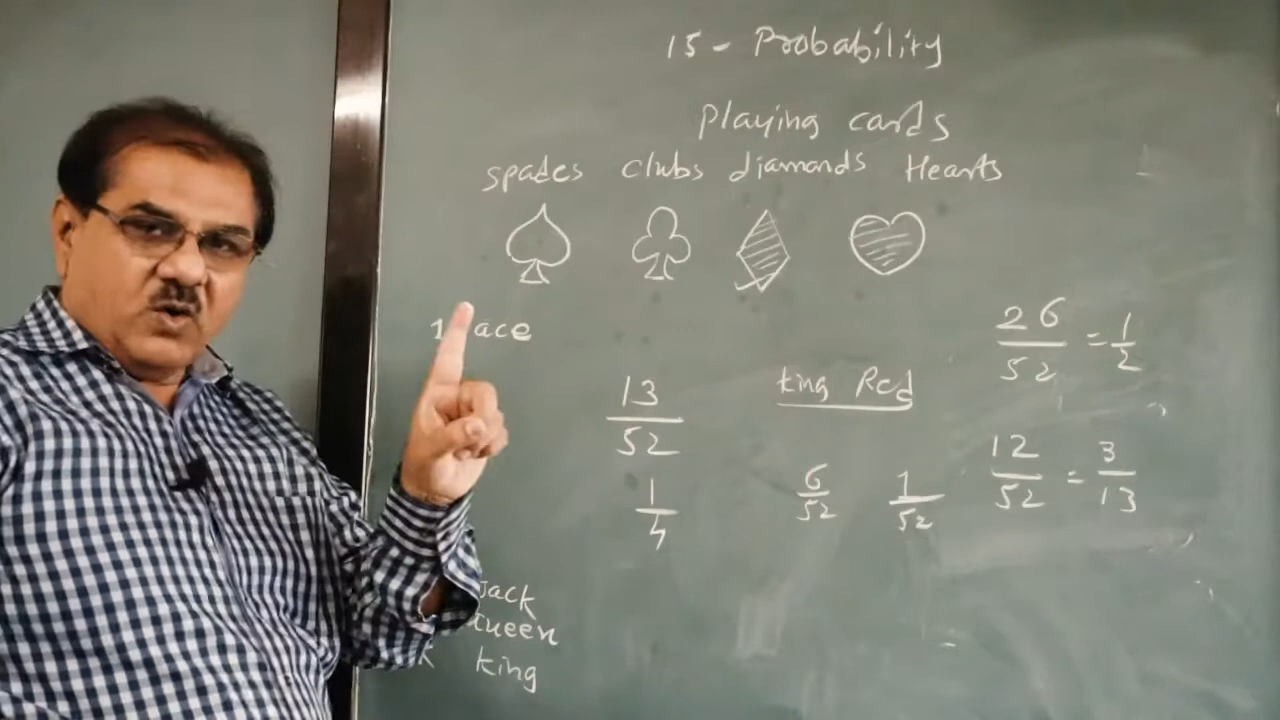 15 - Probability
Playing cards
spades clubs diamonds Hearts
1 ace
26/52 = 1/2
king Red
13/52
1/4
12/52 = 3/13
6/52 1/52
Jack
queen
K king